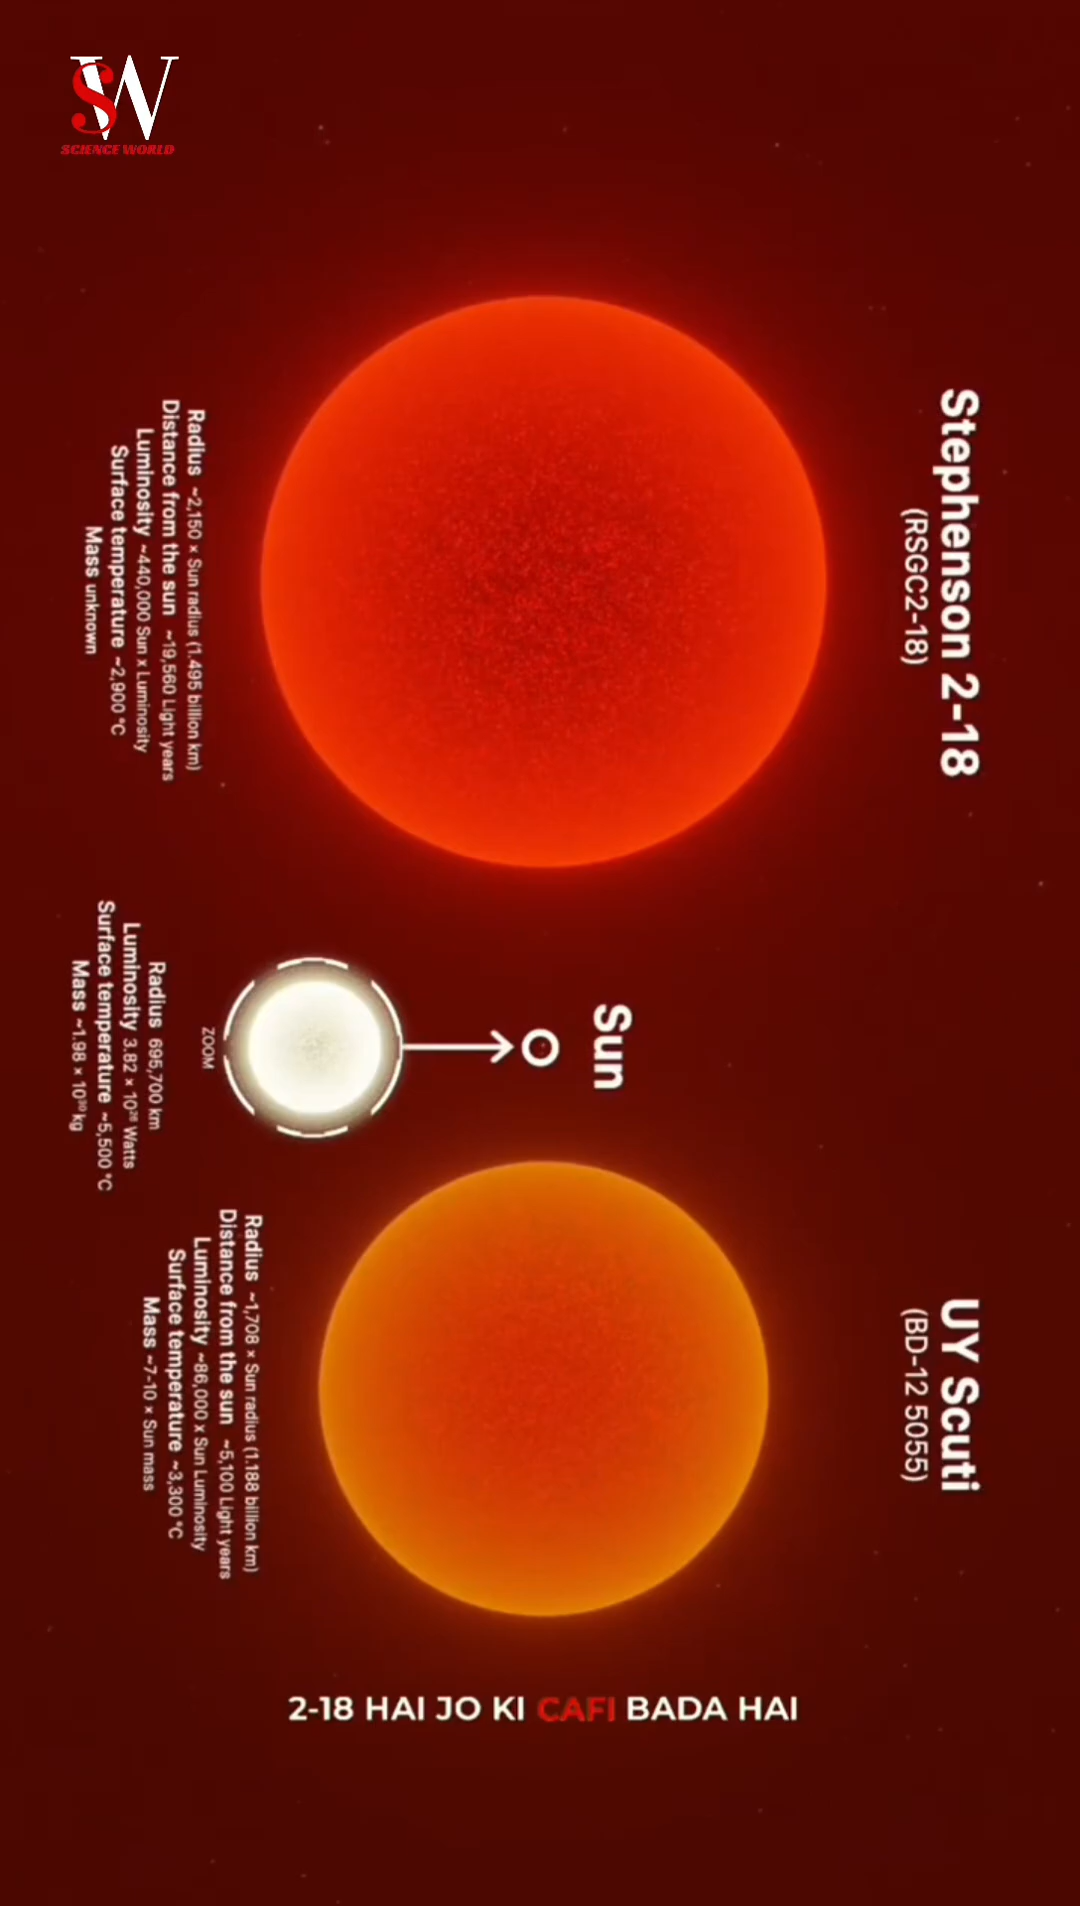 SW
SCIENCE WORLD
Stephenson 2-18
(RSGC2-18)
Radius ~2,150 × Sun radius (1.495 billion km)
Distance from the sun ~19,560 Light years
Luminosity ~440,000 Sun x Luminosity
Surface temperature ~2,900 °C
Mass unknown
Sun
ZOOM
Radius 695,700 km
Luminosity 3.82 × 10²⁶ Watts
Surface temperature ~5,500 °C
Mass ~1.98 × 10³⁰ kg
UY Scuti
(BD-12 5055)
Radius ~1,708 × Sun radius (1.188 billion km)
Distance from the sun ~5,100 Light years
Luminosity ~86,000 x Sun Luminosity
Surface temperature ~3,300 °C
Mass ~7-10 × Sun mass
2-18 HAI JO KI CAFI BADA HAI